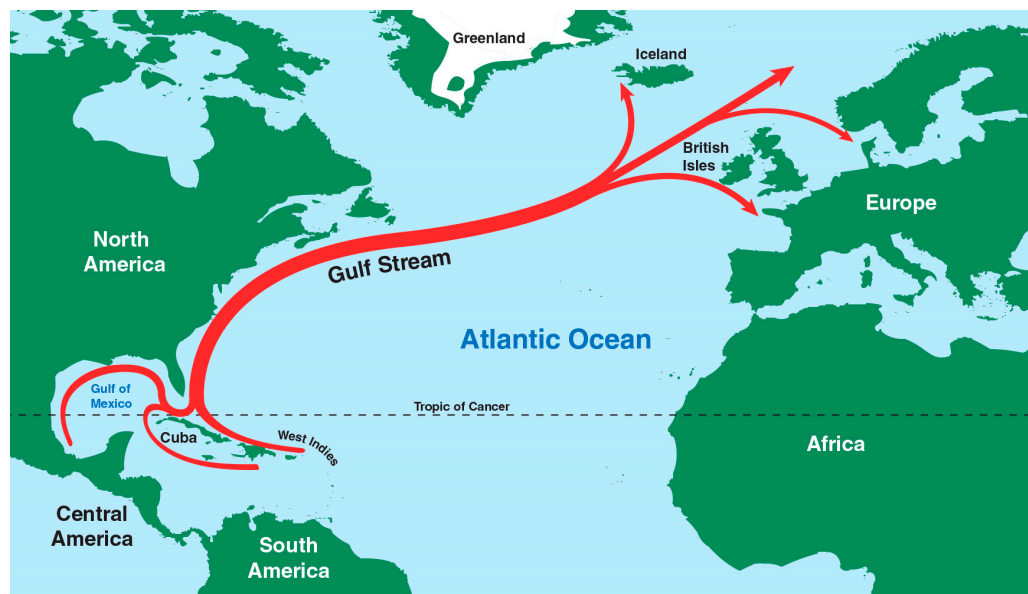 Greenland
Iceland
British
Isles
Europe
North
America
Gulf Stream
Atlantic Ocean
Gulf of
Mexico
Tropic of Cancer
Cuba
West Indies
Africa
Central
America
South
America